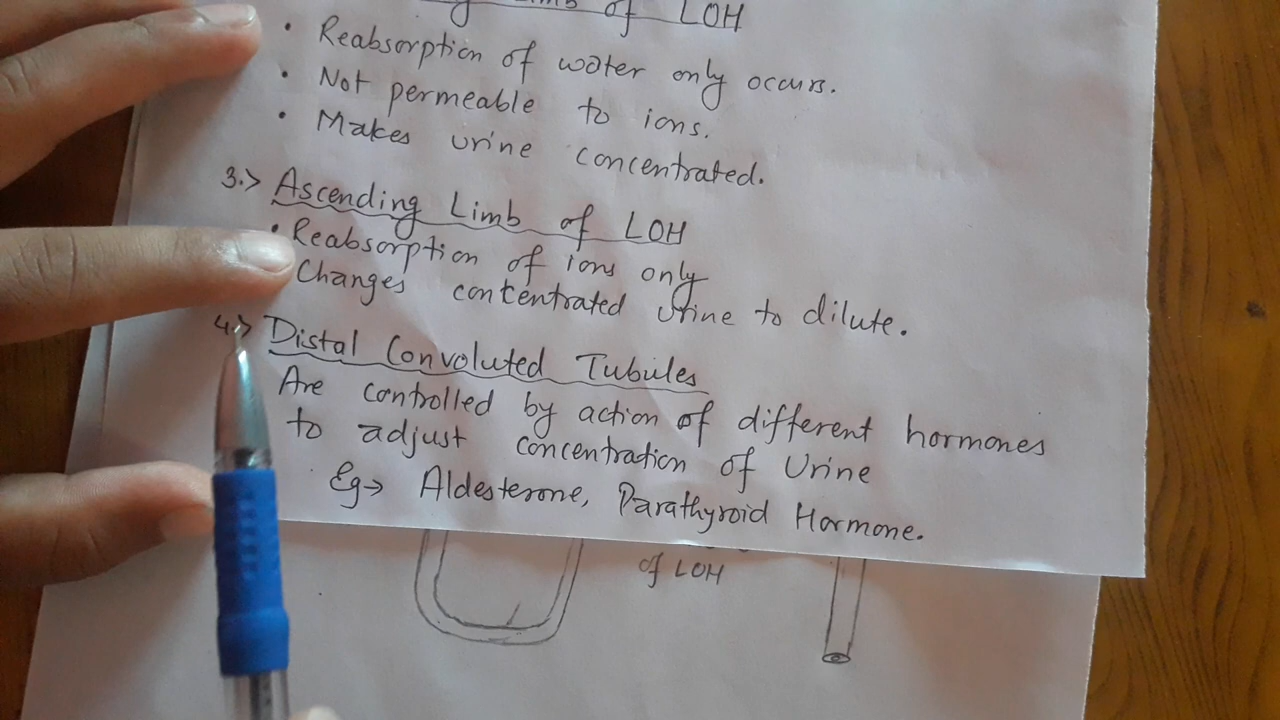 Limb of LOH
• Reabsorption of water only occurs.
• Not permeable to ions.
• Makes urine concentrated.
3.> Ascending Limb of LOH
• Reabsorption of ions only
Changes concentrated urine to dilute.
4.> Distal Convoluted Tubules
Are controlled by action of different hormones
to adjust concentration of Urine
Eg→ Aldesterone, Parathyroid Hormone.
of LOH